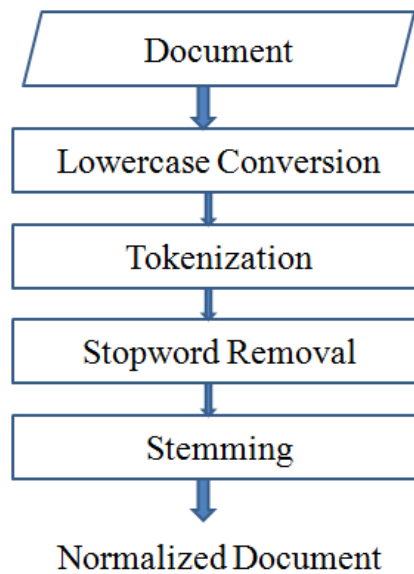 Document
Lowercase Conversion
Tokenization
Stopword Removal
Stemming
Normalized Document